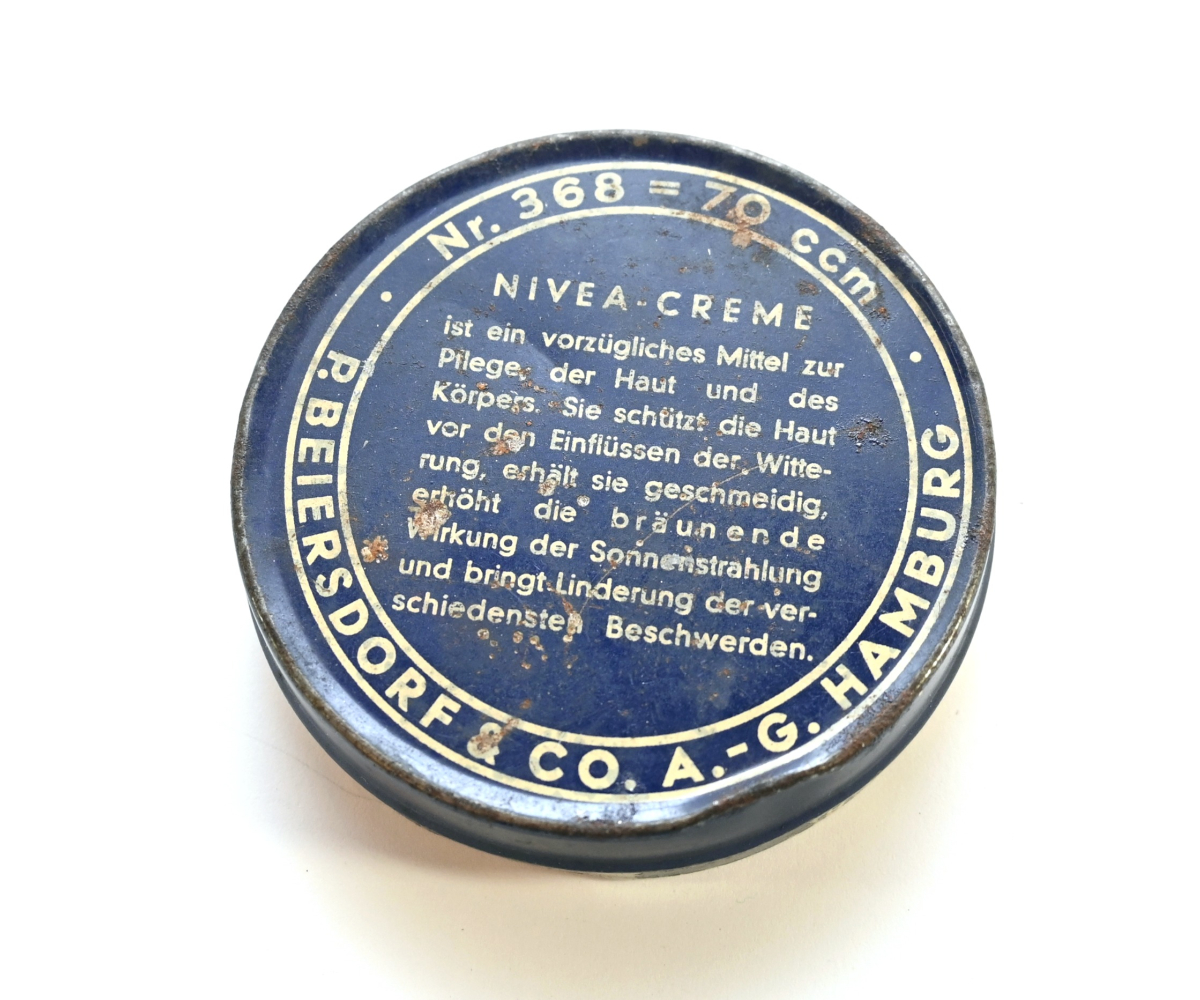 Nr. 368 = 70 ccm
NIVEA-CREME
ist ein vorzügliches Mittel zur
Pflege der Haut und des
Körpers. Sie schützt die Haut
vor den Einflüssen der Witte-
rung, erhält sie geschmeidig,
erhöht die bräunende
Wirkung der Sonnenstrahlung
und bringt Linderung der ver-
schiedensten Beschwerden.
P. BEIERSDORF & CO. A.-G. HAMBURG